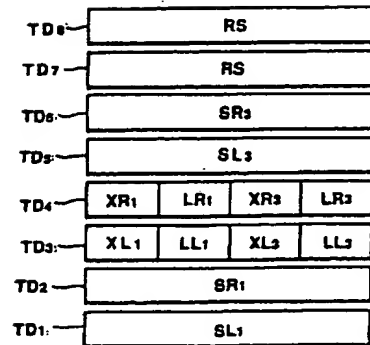 TD8 RS
TD7 RS
TD6 SR3
TD5 SL3
TD4 XR1 LR1 XR3 LR3
TD3 XL1 LL1 XL3 LL3
TD2 SR1
TD1 SL1